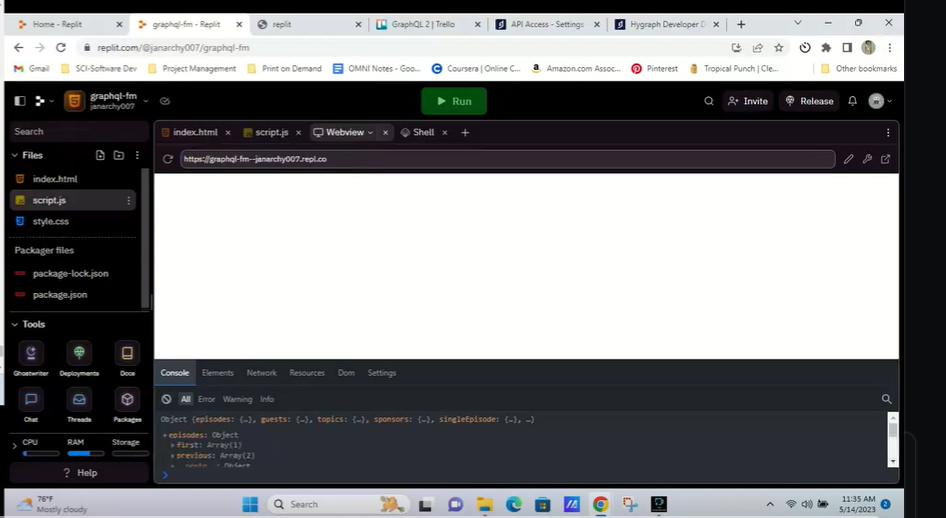 Home - Replit
graphql-fm - Replit
replit
GraphQL 2 | Trello
API Access - Settings
Hygraph Developer D
replit.com/@janarchy007/graphql-fm
Gmail
SCI-Software Dev
Project Management
Print on Demand
OMNI Notes - Goo...
Coursera | Online C...
Amazon.com Assoc...
Pinterest
Tropical Punch | Cle...
Other bookmarks
graphql-fm
janarchy007
Run
Invite
Release
Search
index.html
script.js
Webview
Shell
Files
https://graphql-fm--janarchy007.repl.co
index.html
script.js
style.css
Packager files
package-lock.json
package.json
Tools
Ghostwriter
Deployments
Docs
Chat
Threads
Packages
CPU
RAM
Storage
Help
Console
Elements
Network
Resources
Dom
Settings
All
Error
Warning
Info
Object {episodes: {…}, guests: {…}, topics: {…}, sponsors: {…}, singleEpisode: {…}, …}
episodes: Object
first: Array(1)
previous: Array(2)
76°F
Mostly cloudy
Search
11:35 AM
5/14/2023
2